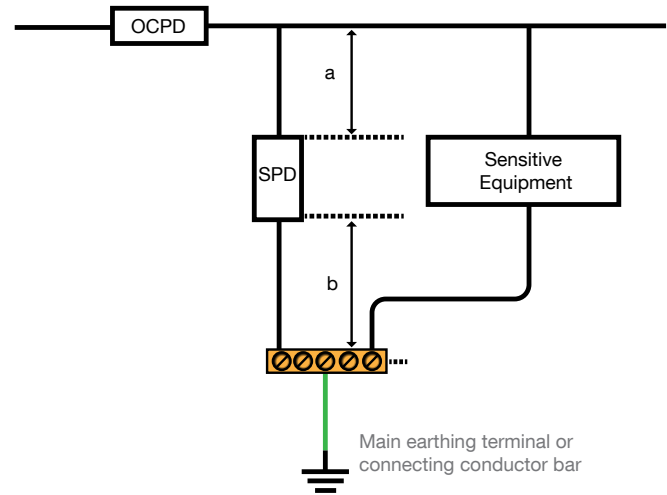 OCPD
a
SPD
Sensitive
Equipment
b
Main earthing terminal or
connecting conductor bar